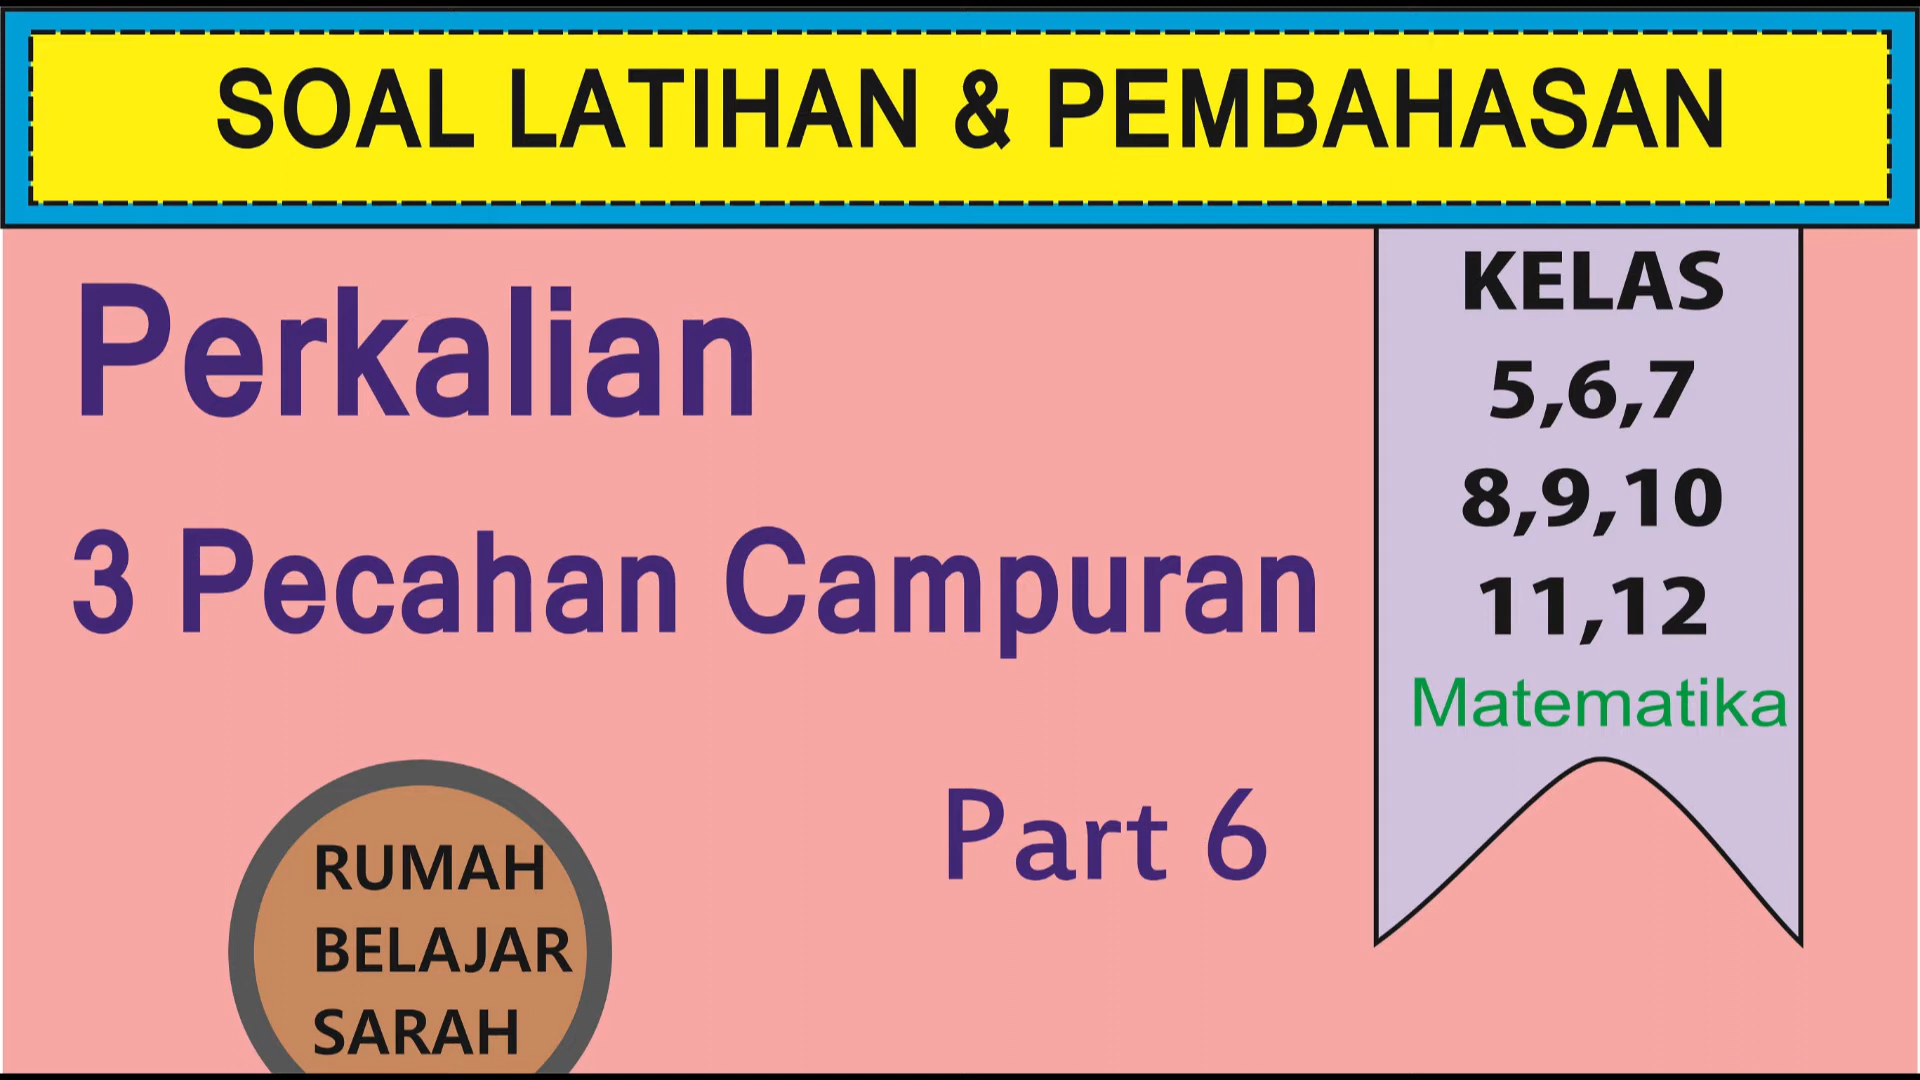 SOAL LATIHAN & PEMBAHASAN
Perkalian
3 Pecahan Campuran
Part 6
KELAS
5,6,7
8,9,10
11,12
Matematika
RUMAH
BELAJAR
SARAH